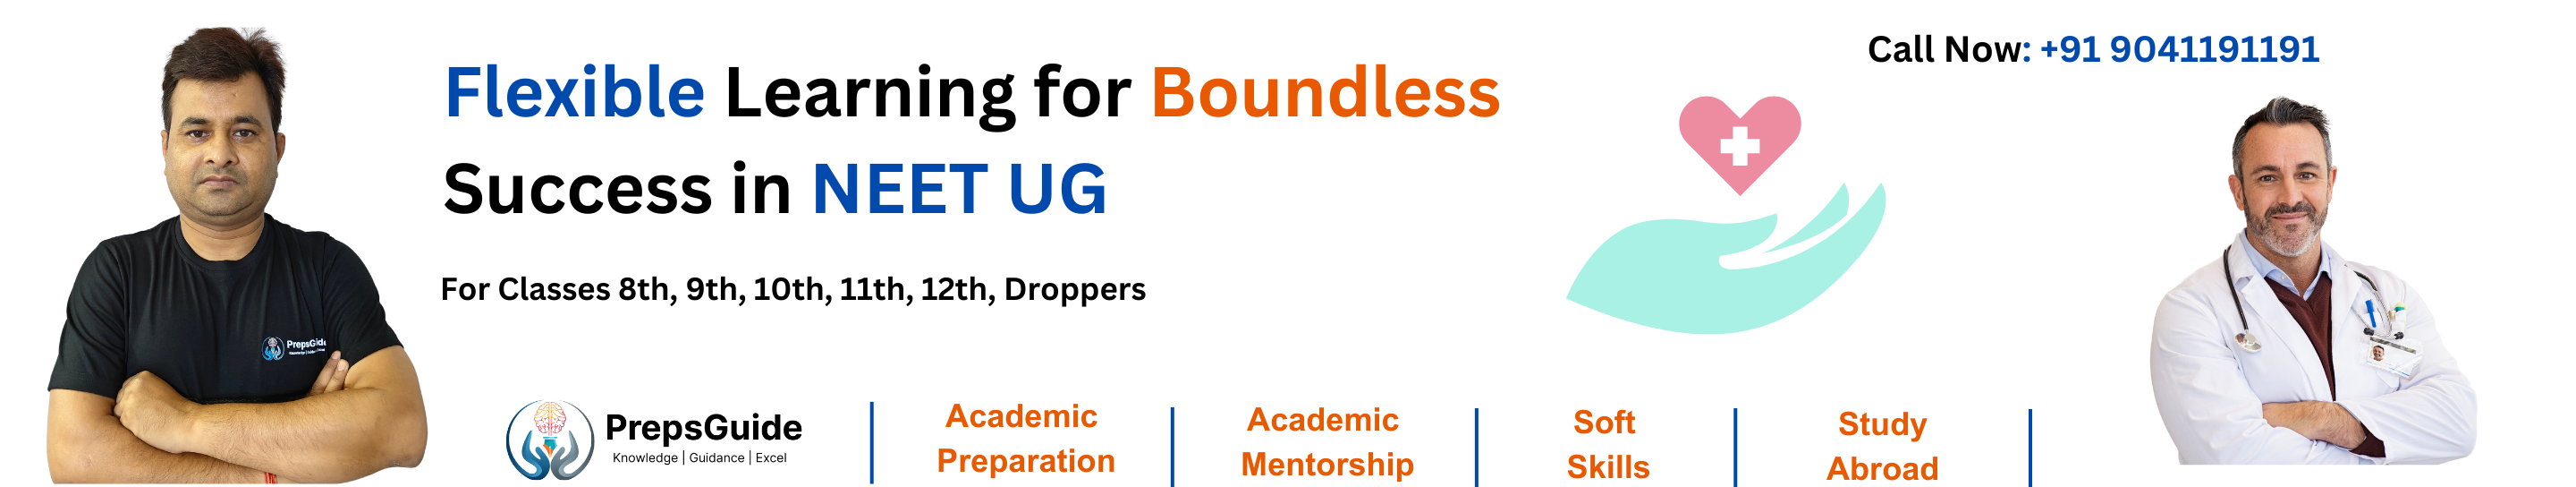 Call Now: +91 9041191191
Flexible Learning for Boundless
Success in NEET UG
For Classes 8th, 9th, 10th, 11th, 12th, Droppers
PrepsGuide
PrepsGuide
Knowledge | Guidance | Excel
Academic
Preparation
Academic
Mentorship
Soft
Skills
Study
Abroad